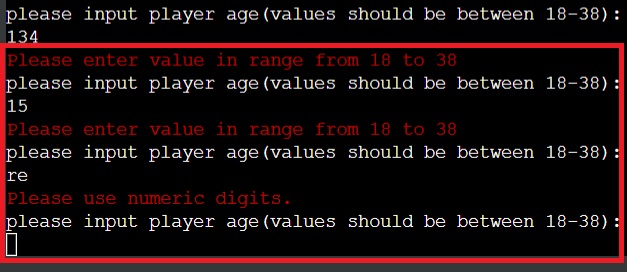 please input player age(values should be between 18-38):
134
Please enter value in range from 18 to 38
please input player age(values should be between 18-38):
15
Please enter value in range from 18 to 38
please input player age(values should be between 18-38):
re
Please use numeric digits.
please input player age(values should be between 18-38):